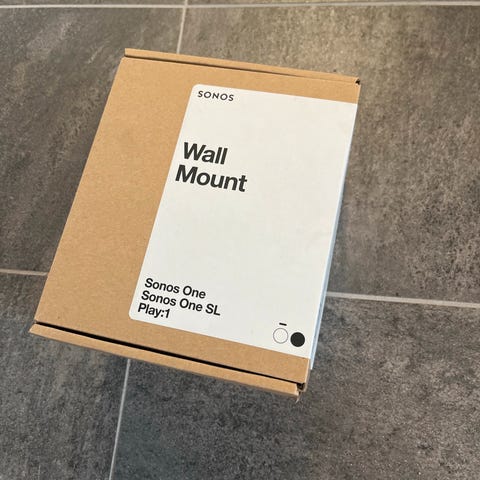 SONOS
Wall
Mount
Sonos One
Sonos One SL
Play:1